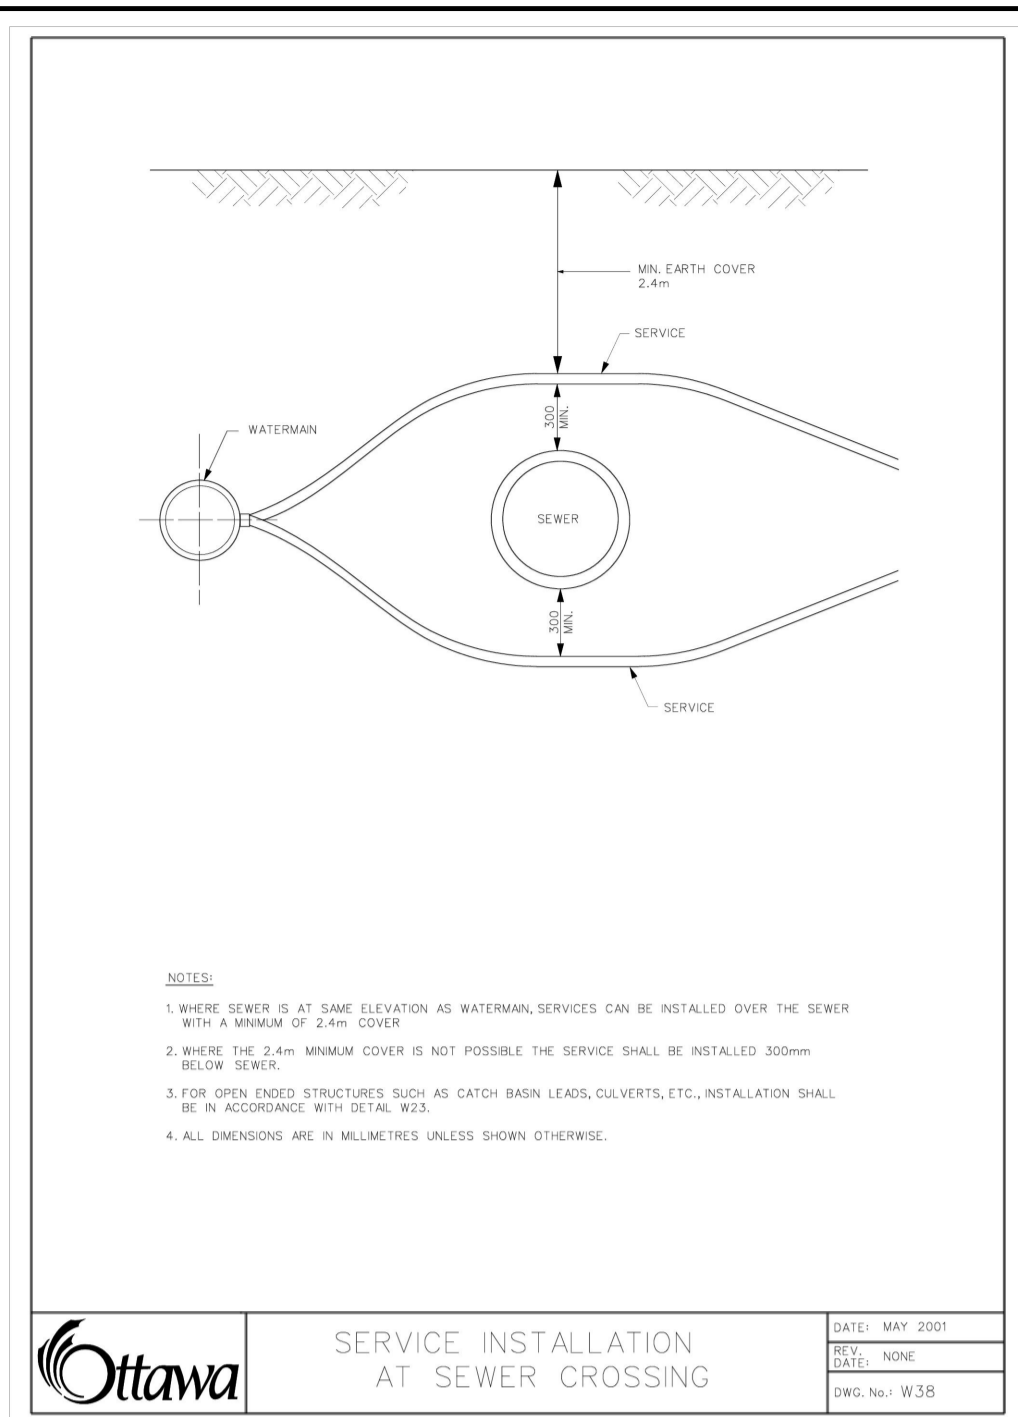 MIN. EARTH COVER
2.4m
SERVICE
300
MIN.
WATERMAIN
SEWER
300
MIN.
SERVICE
NOTES:
1. WHERE SEWER IS AT SAME ELEVATION AS WATERMAIN, SERVICES CAN BE INSTALLED OVER THE SEWER
WITH A MINIMUM OF 2.4m COVER
2. WHERE THE 2.4m MINIMUM COVER IS NOT POSSIBLE THE SERVICE SHALL BE INSTALLED 300mm
BELOW SEWER.
3. FOR OPEN ENDED STRUCTURES SUCH AS CATCH BASIN LEADS, CULVERTS, ETC., INSTALLATION SHALL
BE IN ACCORDANCE WITH DETAIL W23.
4. ALL DIMENSIONS ARE IN MILLIMETRES UNLESS SHOWN OTHERWISE.
Ottawa
SERVICE INSTALLATION
AT SEWER CROSSING
DATE: MAY 2001
REV.
DATE: NONE
DWG. No.: W38